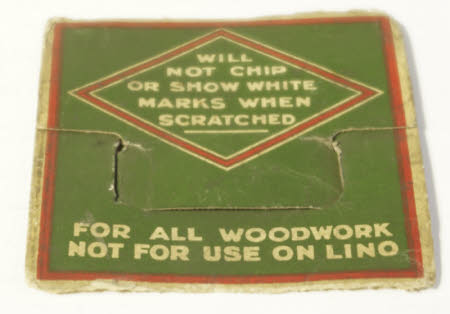 WILL
NOT CHIP
OR SHOW WHITE
MARKS WHEN
SCRATCHED
FOR ALL WOODWORK
NOT FOR USE ON LINO